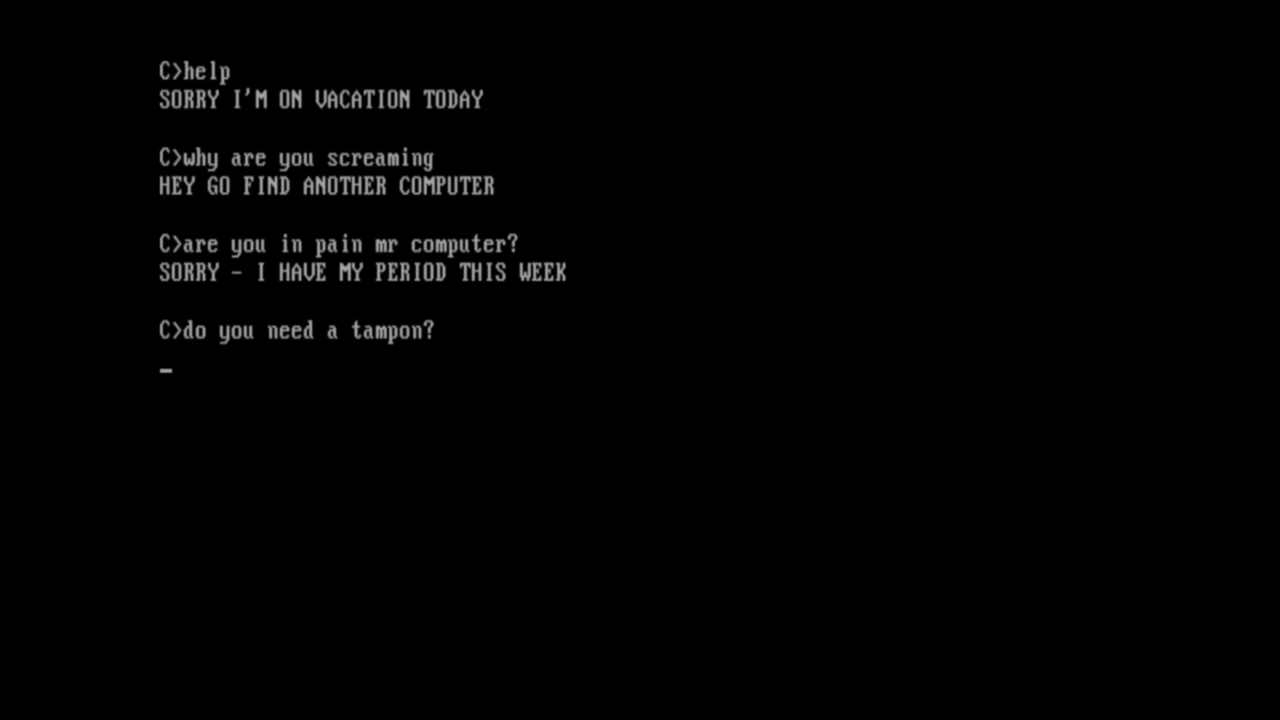 C>help
SORRY I'M ON VACATION TODAY
C>why are you screaming
HEY GO FIND ANOTHER COMPUTER
C>are you in pain mr computer?
SORRY - I HAVE MY PERIOD THIS WEEK
C>do you need a tampon?
_